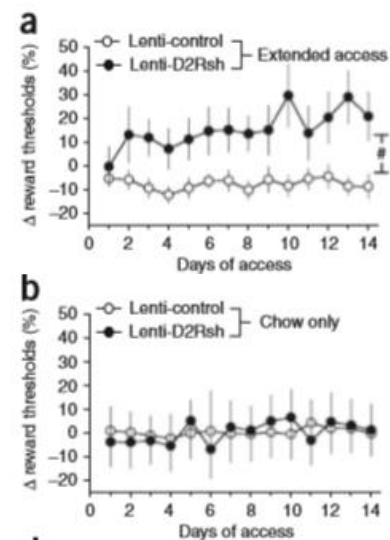 a
Lenti-control
Lenti-D2Rsh
Extended access
Δ reward thresholds (%)
50
40
30
20
10
0
−10
−20
#
0 2 4 6 8 10 12 14
Days of access
b
Lenti-control
Lenti-D2Rsh
Chow only
Δ reward thresholds (%)
50
40
30
20
10
0
−10
−20
0 2 4 6 8 10 12 14
Days of access